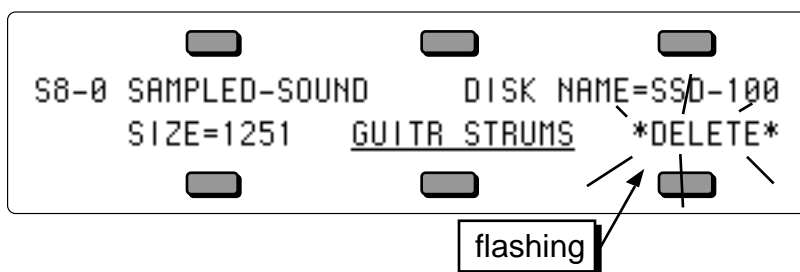 S8-0 SAMPLED-SOUND DISK NAME=SSD-100
SIZE=1251 GUITR STRUMS *DELETE*
flashing